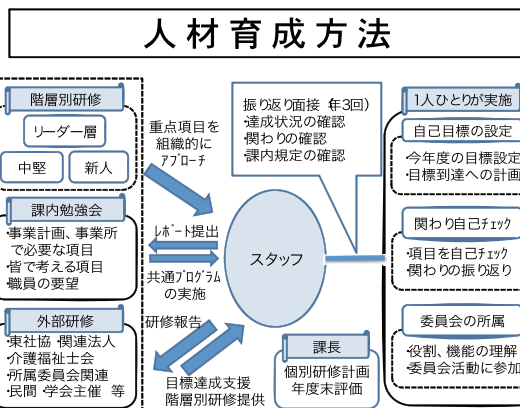 人材育成方法
階層別研修
リーダー層
中堅
新人
課内勉強会
・事業計画、事業所
で必要な項目
・皆で考える項目
・職員の要望
外部研修
・東社協・関連法人
・介護福祉士会
・所属委員会関連
・民間・学会主催 等
重点項目を
組織的に
アプローチ
レポート提出
共通プログラム
の実施
研修報告
目標達成支援
階層別研修提供
振り返り面接(年3回)
・達成状況の確認
・関わりの確認
・課内規定の確認
スタッフ
課長
個別研修計画
年度末評価
1人ひとりが実施
自己目標の設定
・今年度の目標設定
・目標到達への計画
関わり自己チェック
・項目を自己チェック
・関わりの振り返り
委員会の所属
・役割、機能の理解
・委員会活動に参加